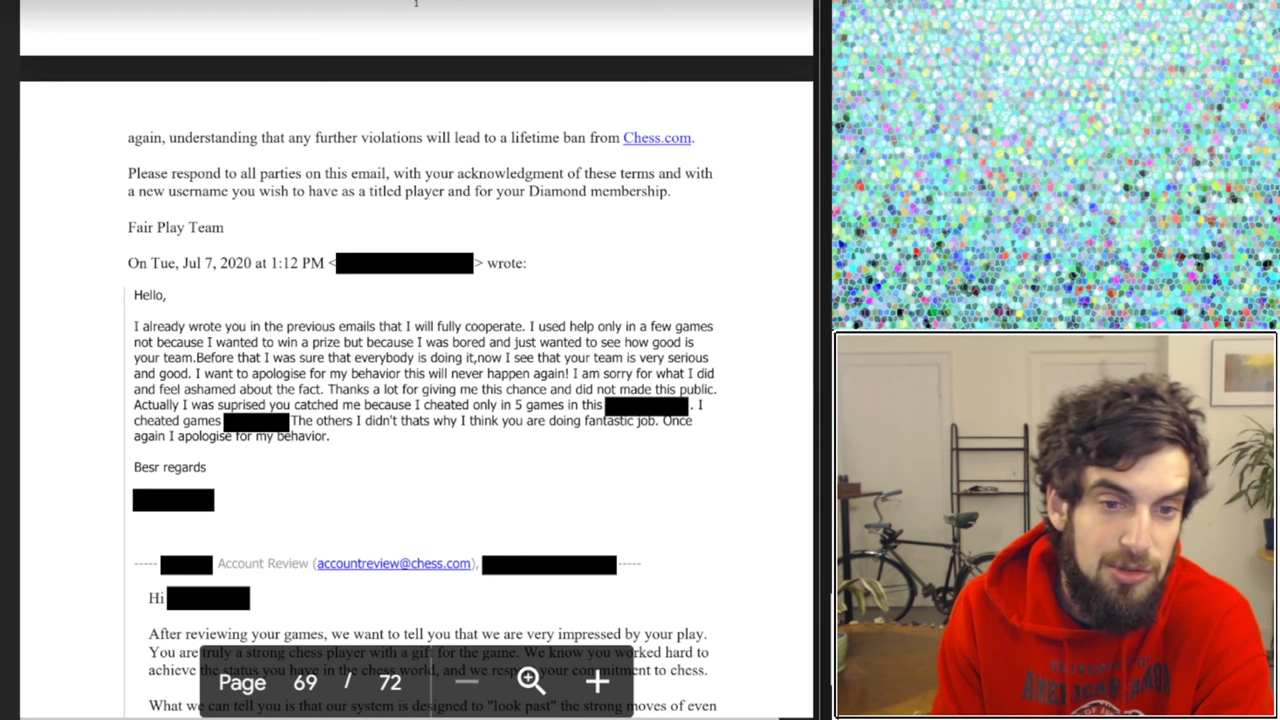 1
again, understanding that any further violations will lead to a lifetime ban from Chess.com.
Please respond to all parties on this email, with your acknowledgment of these terms and with
a new username you wish to have as a titled player and for your Diamond membership.
Fair Play Team
On Tue, Jul 7, 2020 at 1:12 PM < > wrote:
Hello,
I already wrote you in the previous emails that I will fully cooperate. I used help only in a few games
not because I wanted to win a prize but because I was bored and just wanted to see how good is
your team.Before that I was sure that everybody is doing it,now I see that your team is very serious
and good. I want to apologise for my behavior this will never happen again! I am sorry for what I did
and feel ashamed about the fact. Thanks a lot for giving me this chance and did not made this public.
Actually I was suprised you catched me because I cheated only in 5 games in this . I
cheated games The others I didn't thats why I think you are doing fantastic job. Once
again I apologise for my behavior.
Besr regards
----- Account Review (accountreview@chess.com), -----
Hi
After reviewing your games, we want to tell you that we are very impressed by your play.
You are truly a strong chess player with a gift for the game. We know you worked hard to
achieve the status you have in the chess world, and we respect your commitment to chess.
Page 69 / 72
What we can tell you is that our system is designed to "look past" the strong moves of even